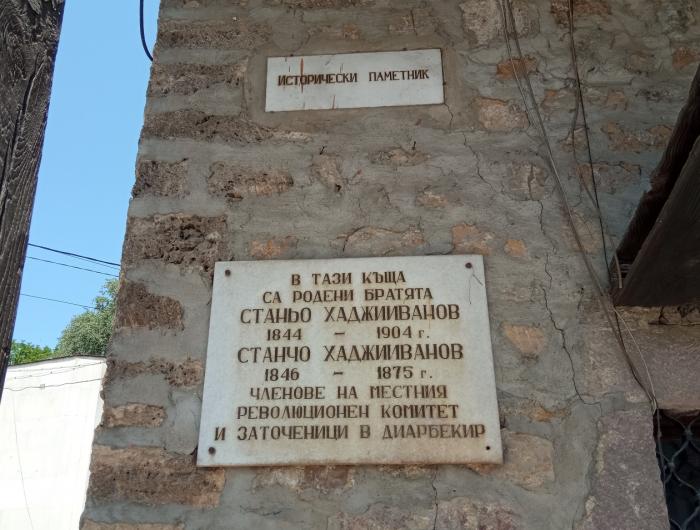 ИСТОРИЧЕСКИ ПАМЕТНИК
В ТАЗИ КЪЩА
СА РОДЕНИ БРАТЯТА
СТАНЬО ХАДЖИИВАНОВ
1844 – 1904 г.
СТАНЧО ХАДЖИИВАНОВ
1846 – 1875 г.
ЧЛЕНОВЕ НА МЕСТНИЯ
РЕВОЛЮЦИОНЕН КОМИТЕТ
И ЗАТОЧЕНИЦИ В ДИАРБЕКИР